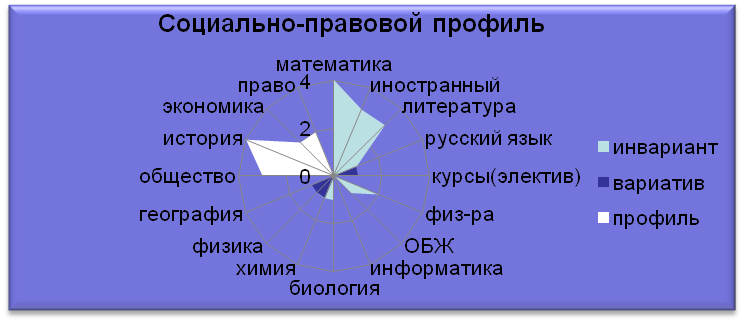 Социально-правовой профиль
математика
право 4 иностранный
экономика литература
история 2 русский язык
инвариант
общество 0 курсы(электив)
вариатив
география физ-ра
профиль
физика ОБЖ
химия информатика
биология